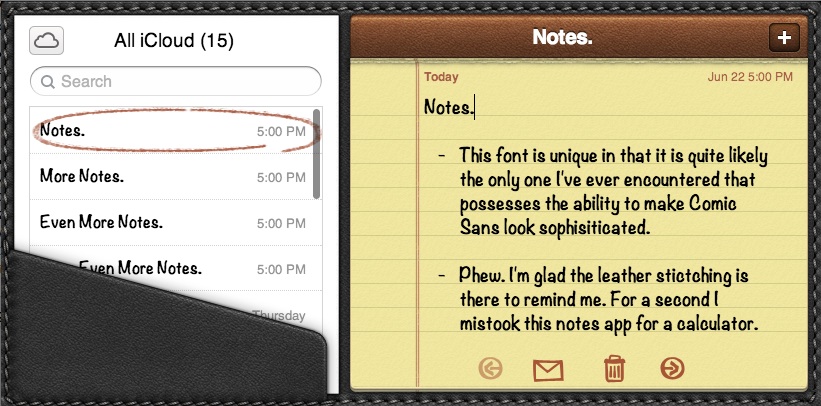 All iCloud (15)
Search
Notes.
5:00 PM
More Notes.
5:00 PM
Even More Notes.
5:00 PM
Even More Notes.
5:00 PM
Thursday
Notes.
+
Today
Jun 22 5:00 PM
Notes.
- This font is unique in that it is quite likely
the only one I've ever encountered that
possesses the ability to make Comic
Sans look sophisiticated.
- Phew. I'm glad the leather stictching is
there to remind me. For a second I
mistook this notes app for a calculator.